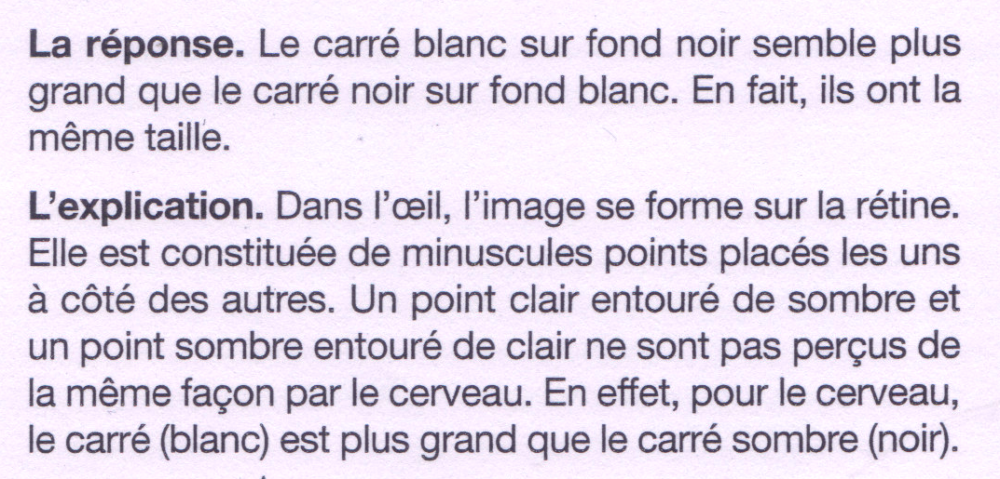 La réponse. Le carré blanc sur fond noir semble plus
grand que le carré noir sur fond blanc. En fait, ils ont la
même taille.
L’explication. Dans l’œil, l’image se forme sur la rétine.
Elle est constituée de minuscules points placés les uns
à côté des autres. Un point clair entouré de sombre et
un point sombre entouré de clair ne sont pas perçus de
la même façon par le cerveau. En effet, pour le cerveau,
le carré (blanc) est plus grand que le carré sombre (noir).